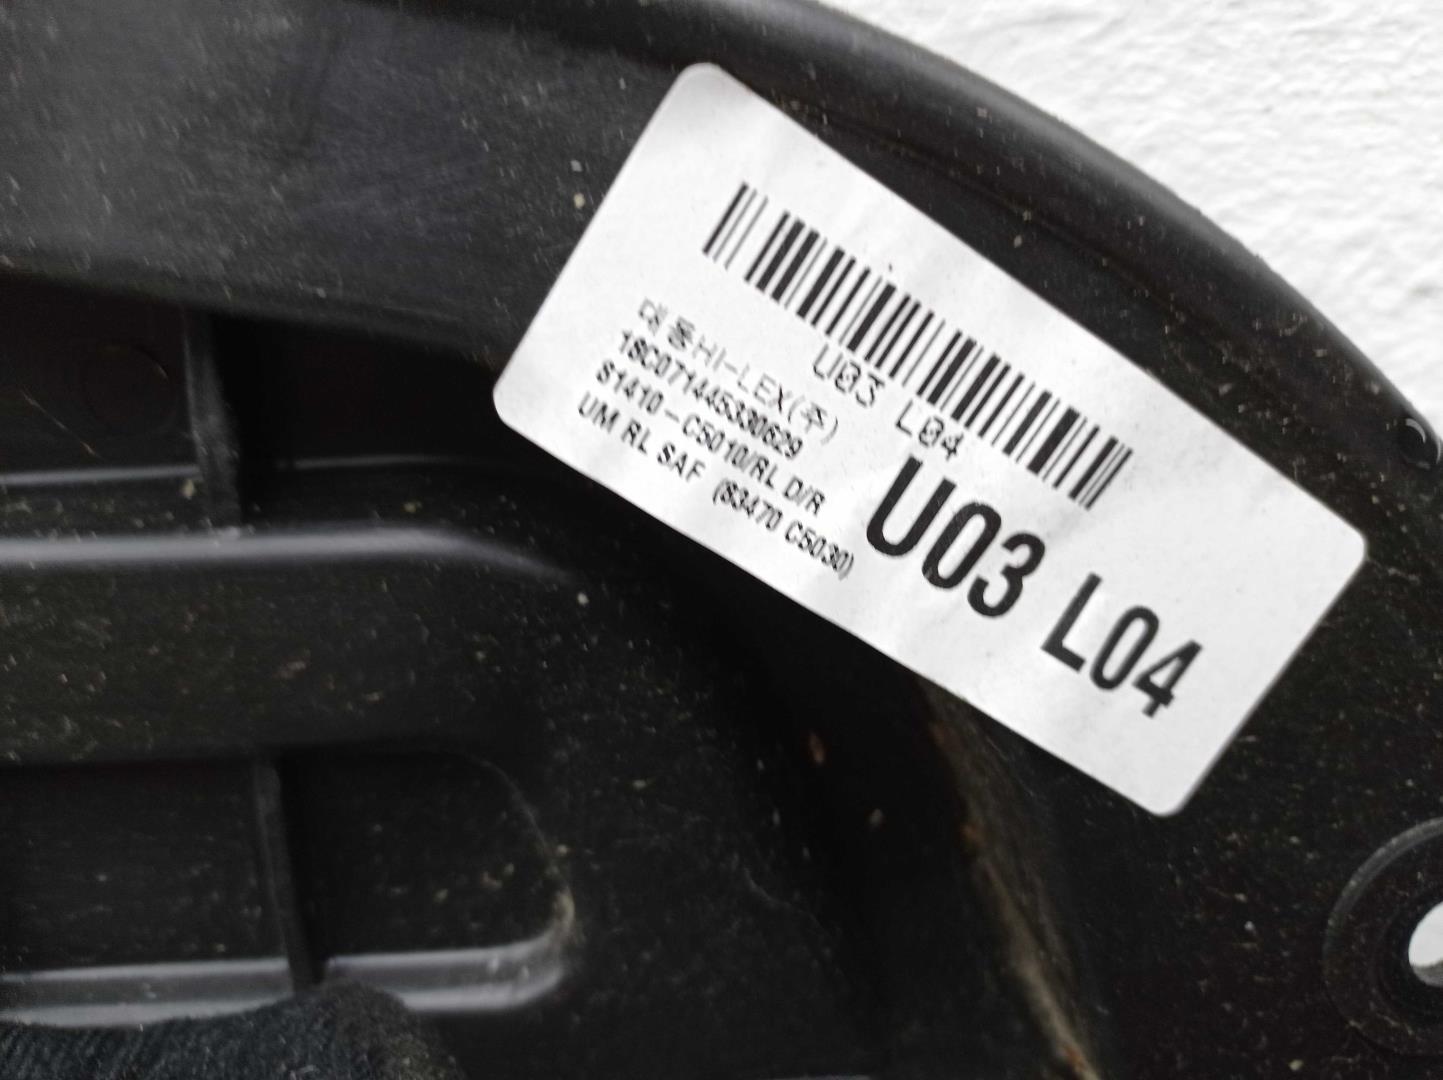 U03 L04
대동HI-LEX(주)
18C071445330629
81410-C5010/RL D/R
UM RL SAF (83470 C5030)
U03 L04